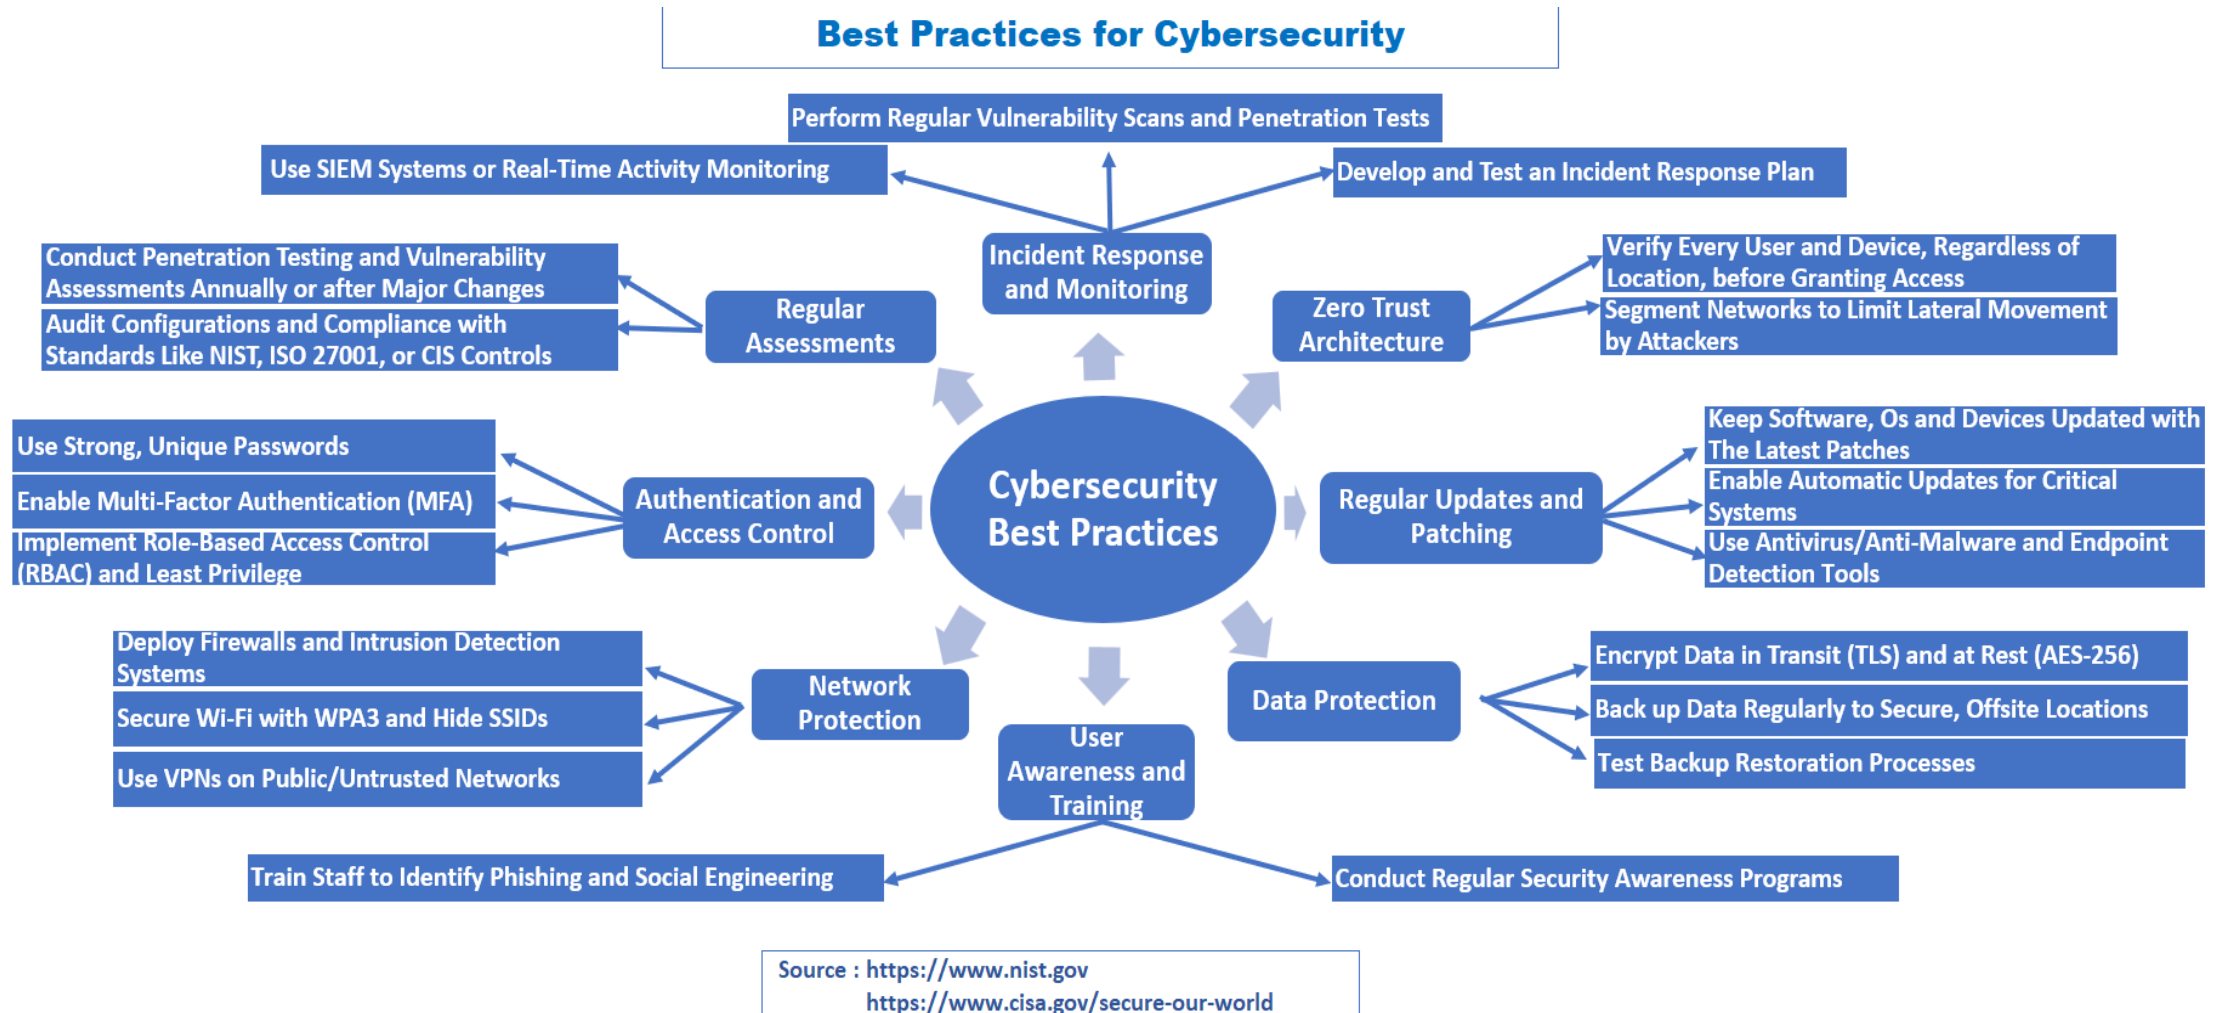 Best Practices for Cybersecurity
Perform Regular Vulnerability Scans and Penetration Tests
Use SIEM Systems or Real-Time Activity Monitoring
Develop and Test an Incident Response Plan
Incident Response
and Monitoring
Conduct Penetration Testing and Vulnerability
Assessments Annually or after Major Changes
Audit Configurations and Compliance with
Standards Like NIST, ISO 27001, or CIS Controls
Regular
Assessments
Zero Trust
Architecture
Verify Every User and Device, Regardless of
Location, before Granting Access
Segment Networks to Limit Lateral Movement
by Attackers
Use Strong, Unique Passwords
Enable Multi-Factor Authentication (MFA)
Implement Role-Based Access Control
(RBAC) and Least Privilege
Authentication and
Access Control
Cybersecurity
Best Practices
Regular Updates and
Patching
Keep Software, Os and Devices Updated with
The Latest Patches
Enable Automatic Updates for Critical
Systems
Use Antivirus/Anti-Malware and Endpoint
Detection Tools
Deploy Firewalls and Intrusion Detection
Systems
Secure Wi-Fi with WPA3 and Hide SSIDs
Use VPNs on Public/Untrusted Networks
Network
Protection
User
Awareness and
Training
Data Protection
Encrypt Data in Transit (TLS) and at Rest (AES-256)
Back up Data Regularly to Secure, Offsite Locations
Test Backup Restoration Processes
Train Staff to Identify Phishing and Social Engineering
Conduct Regular Security Awareness Programs
Source : https://www.nist.gov
https://www.cisa.gov/secure-our-world